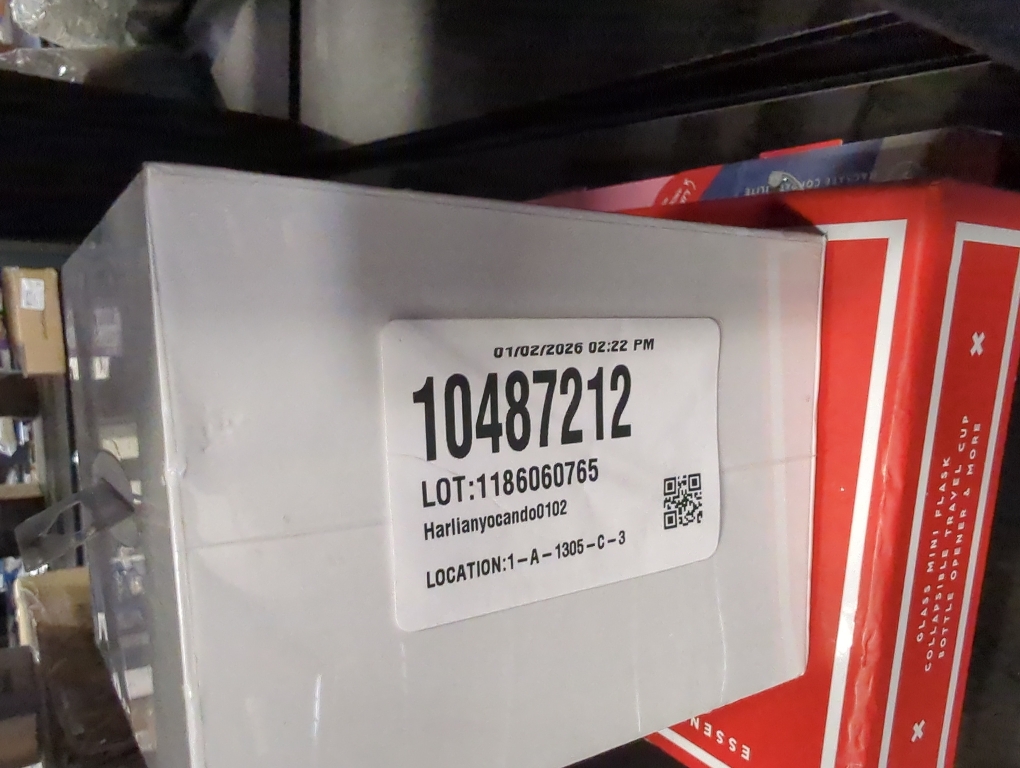 01/02/2026 02:22 PM
10487212
LOT:1186060765
Harlianyocando0102
LOCATION:1-A-1305-C-3
GLASS MINI FLASK
COLLAPSIBLE TRAVEL CUP
BOTTLE OPENER & MORE
ESSEN